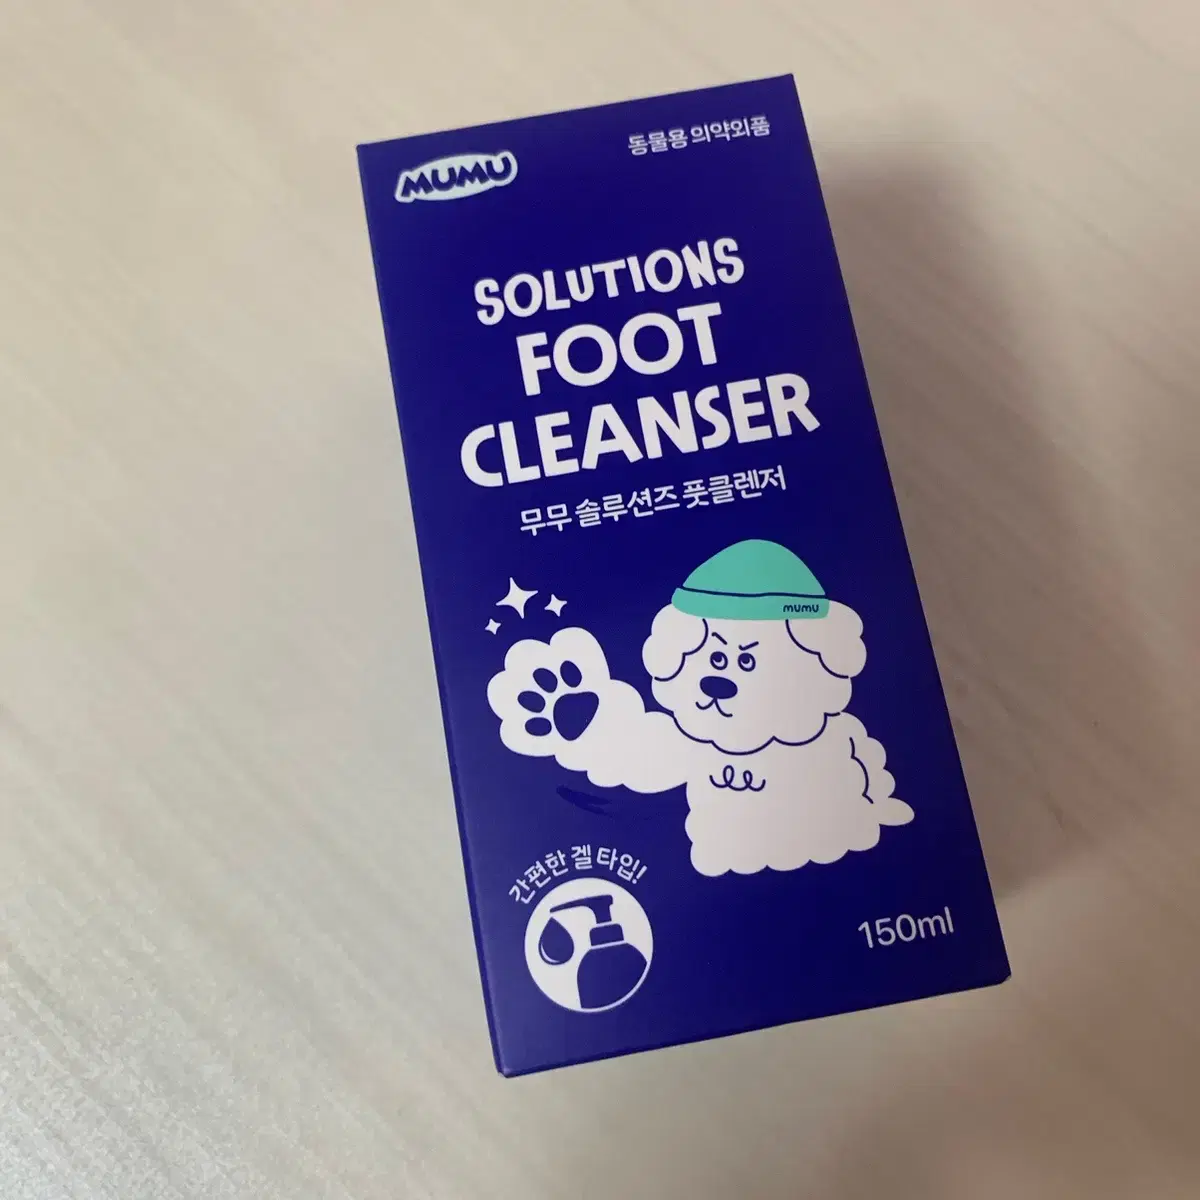 MUMU
동물용 의약외품
SOLUTIONS
FOOT
CLEANSER
무무 솔루션즈 풋클렌저
mumu
간편한 겔 타입!
150ml